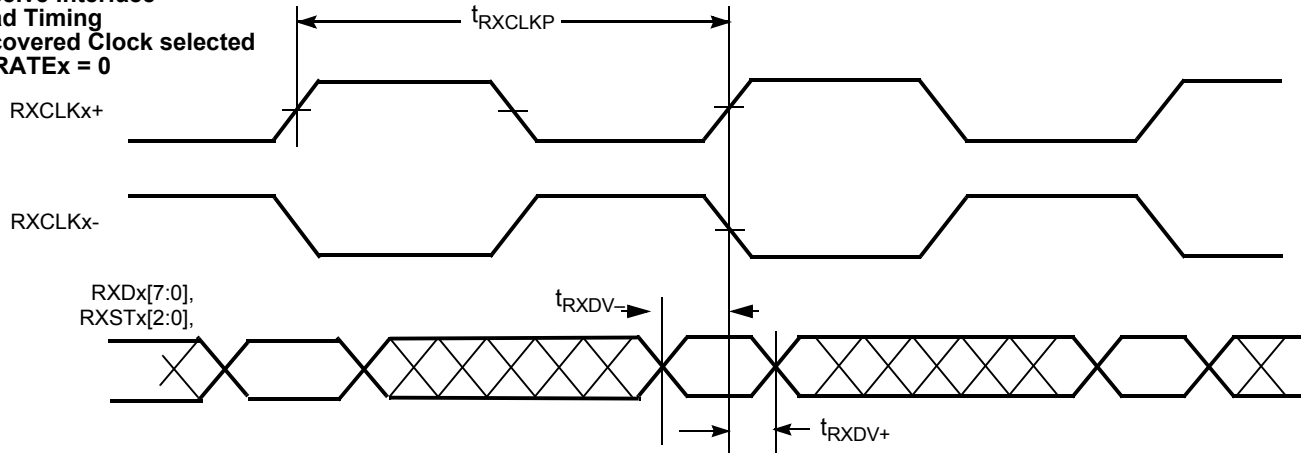 ad Timing
covered Clock selected
RATEx = 0
tRXCLKP
RXCLKx+
RXCLKx-
RXDx[7:0],
RXSTx[2:0],
tRXDV–
tRXDV+